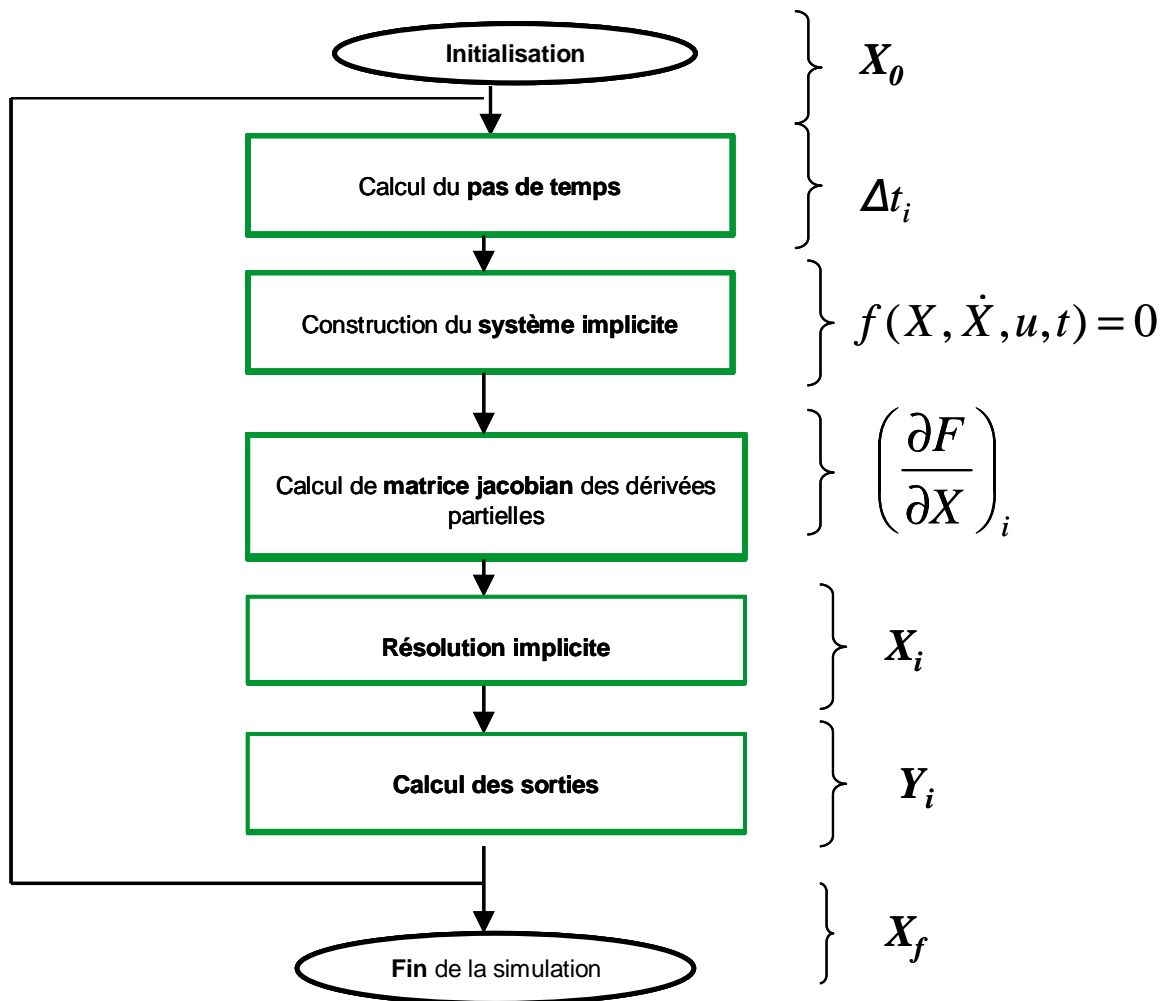 Initialisation
X₀
Calcul du pas de temps
Δtᵢ
Construction du système implicite
f(X, Ẋ,u,t)=0
Calcul de matrice jacobian des dérivées
partielles
(∂F/∂X)ᵢ
Résolution implicite
Xᵢ
Calcul des sorties
Yᵢ
Fin de la simulation
X_f